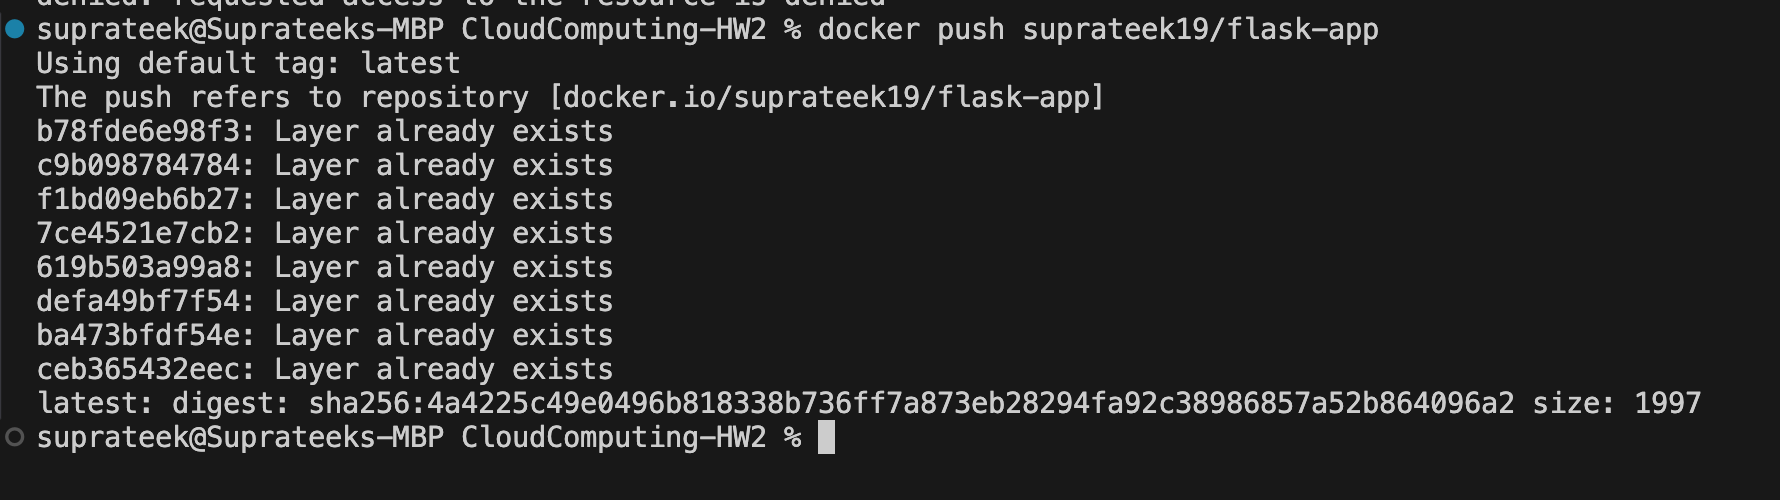 denied: requested access to the resource is denied
suprateek@Suprateeks-MBP CloudComputing-HW2 % docker push suprateek19/flask-app
Using default tag: latest
The push refers to repository [docker.io/suprateek19/flask-app]
b78fde6e98f3: Layer already exists
c9b098784784: Layer already exists
f1bd09eb6b27: Layer already exists
7ce4521e7cb2: Layer already exists
619b503a99a8: Layer already exists
defa49bf7f54: Layer already exists
ba473bfdf54e: Layer already exists
ceb365432eec: Layer already exists
latest: digest: sha256:4a4225c49e0496b818338b736ff7a873eb28294fa92c38986857a52b864096a2 size: 1997
suprateek@Suprateeks-MBP CloudComputing-HW2 %